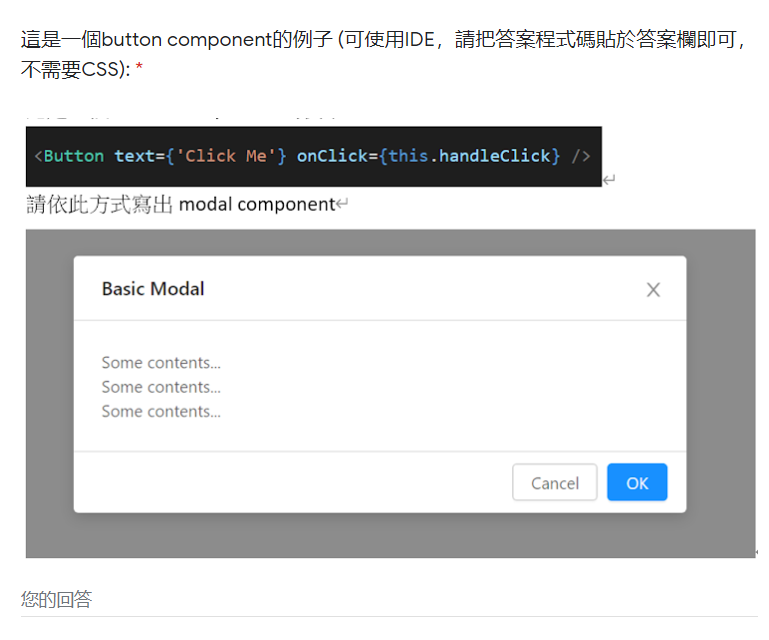 這是一個button component的例子 (可使用IDE，請把答案程式碼貼於答案欄即可，
不需要CSS): *
<Button text={'Click Me'} onClick={this.handleClick} />
請依此方式寫出 modal component
Basic Modal
Some contents...
Some contents...
Some contents...
Cancel
OK
您的回答